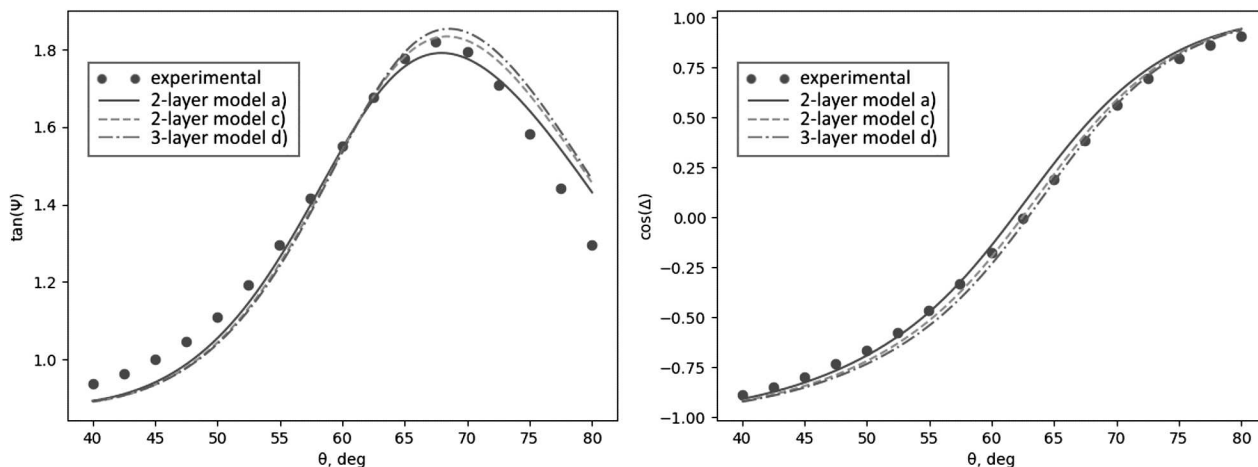 1.8
1.6
1.4
1.2
1.0
tan(Ψ)
experimental
2-layer model a)
2-layer model c)
3-layer model d)
40 45 50 55 60 65 70 75 80
θ, deg
1.00
0.75
0.50
0.25
0.00
−0.25
−0.50
−0.75
−1.00
cos(Δ)
experimental
2-layer model a)
2-layer model c)
3-layer model d)
40 45 50 55 60 65 70 75 80
θ, deg